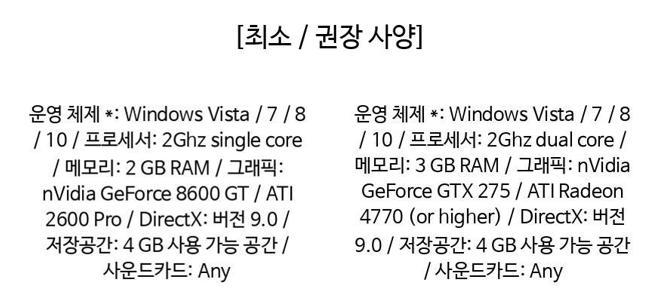 [최소 / 권장 사양]
운영 체제 *: Windows Vista / 7 / 8
/ 10 / 프로세서: 2Ghz single core
/ 메모리: 2 GB RAM / 그래픽:
nVidia GeForce 8600 GT / ATI
2600 Pro / DirectX: 버전 9.0 /
저장공간: 4 GB 사용 가능 공간 /
사운드카드: Any
운영 체제 *: Windows Vista / 7 / 8
/ 10 / 프로세서: 2Ghz dual core /
메모리: 3 GB RAM / 그래픽: nVidia
GeForce GTX 275 / ATI Radeon
4770 (or higher) / DirectX: 버전
9.0 / 저장공간: 4 GB 사용 가능 공간
/ 사운드카드: Any